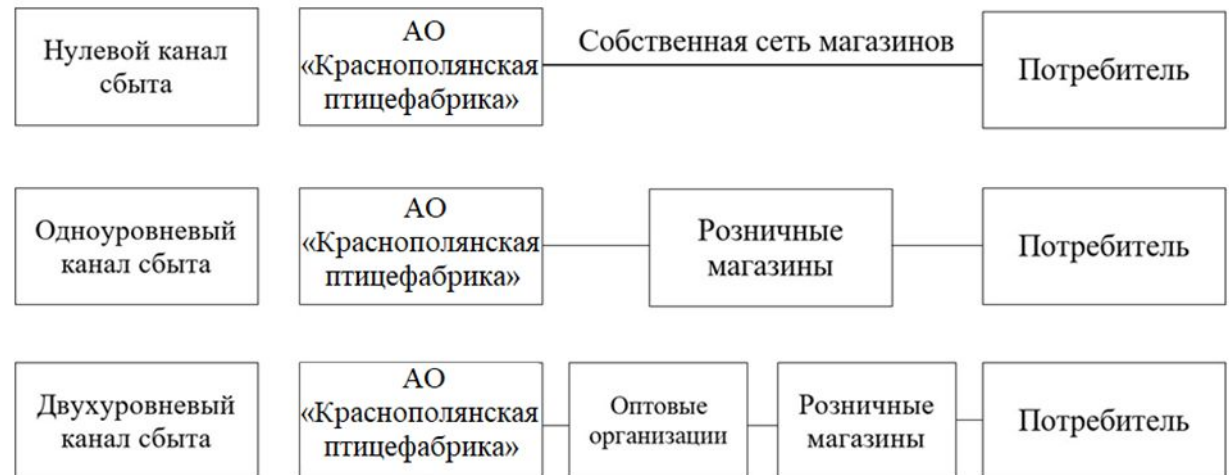 Нулевой канал
сбыта
АО
«Краснополянская
птицефабрика»
Собственная сеть магазинов
Потребитель
Одноуровневый
канал сбыта
АО
«Краснополянская
птицефабрика»
Розничные
магазины
Потребитель
Двухуровневый
канал сбыта
АО
«Краснополянская
птицефабрика»
Оптовые
организации
Розничные
магазины
Потребитель